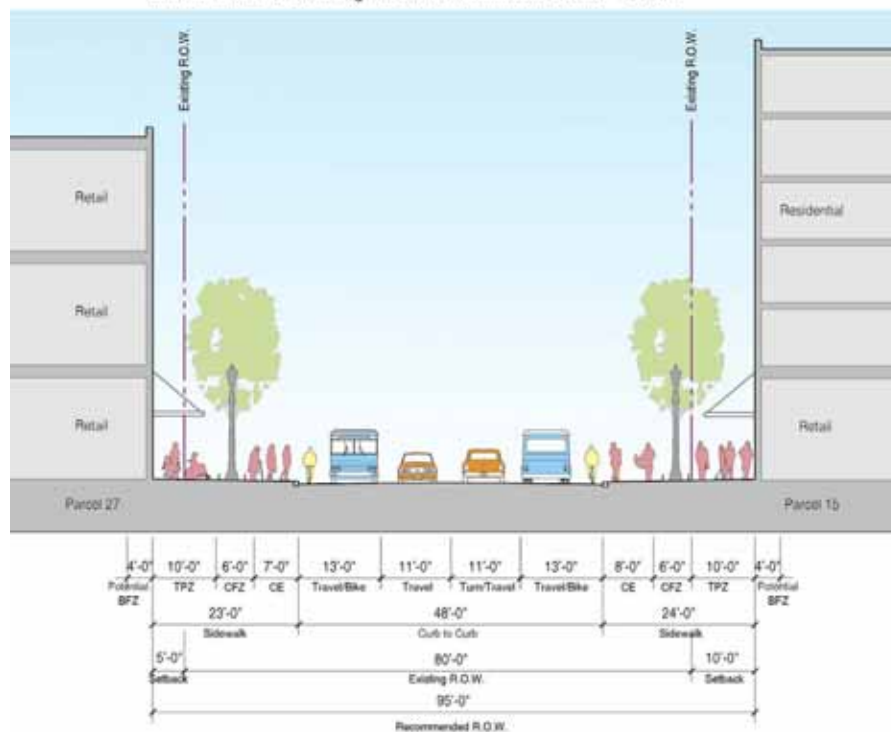 Existing R.O.W.
Existing R.O.W.
Retail
Residential
Retail
Retail
Retail
Parcel 27
Parcel 15
4'-0" 10'-0" 6'-0" 7'-0" 13'-0" 11'-0" 11'-0" 13'-0" 8'-0" 6'-0" 10'-0" 4'-0"
Potential TPZ CFZ CE Travel/Bike Travel Turn/Travel Travel/Bike CE CFZ TPZ Potential
BFZ BFZ
23'-0" 48'-0" 24'-0"
Sidewalk Curb to Curb Sidewalk
5'-0" 80'-0" 10'-0"
Setback Existing R.O.W. Setback
95'-0"
Recommended R.O.W.